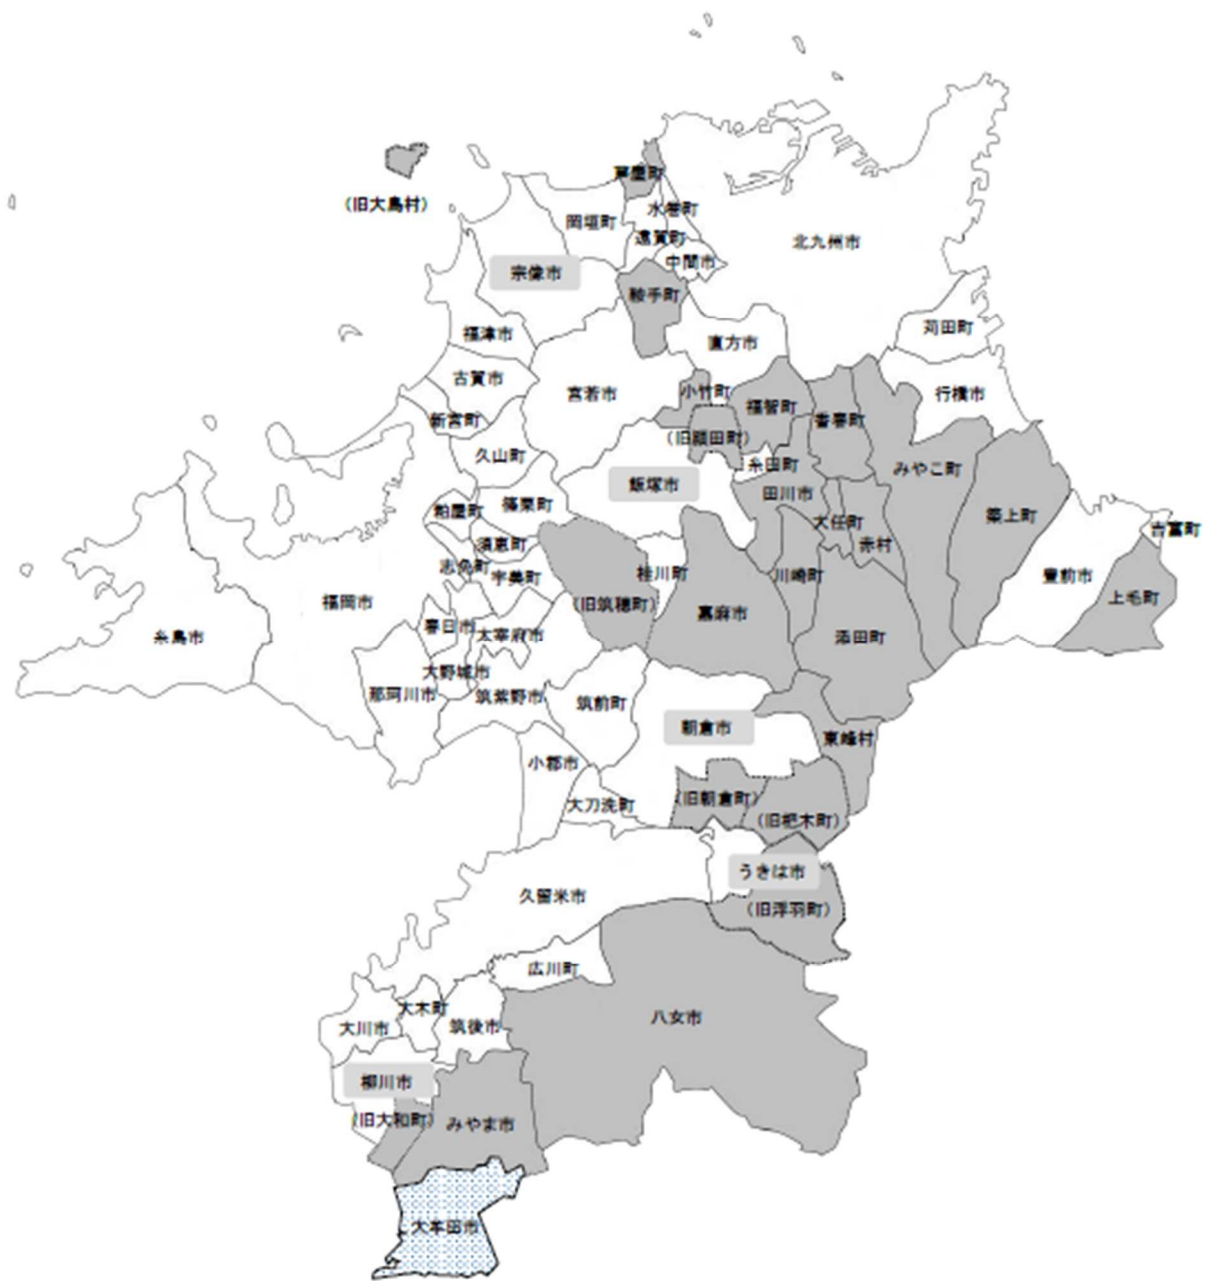 芦屋町
(旧大島村)
水巻町
岡垣町
遠賀町
北九州市
中間市
宗像市
鞍手町
苅田町
福津市
直方市
古賀市
宮若市
小竹町
行橋市
福智町
新宮町
香春町
(旧頴田町)
久山町
糸田町
みやこ町
飯塚市
田川市
篠栗町
粕屋町
築上町
大任町
吉富町
須恵町
赤村
志免町
宇美町
桂川町
川崎町
豊前市
上毛町
福岡市
(旧筑穂町)
嘉麻市
春日市
太宰府市
糸島市
添田町
大野城市
那珂川市
筑紫野市
筑前町
朝倉市
東峰村
小郡市
(旧朝倉町)
大刀洗町
(旧杷木町)
うきは市
久留米市
(旧浮羽町)
広川町
大木町
八女市
大川市
筑後市
柳川市
(旧大和町)
みやま市
大牟田市